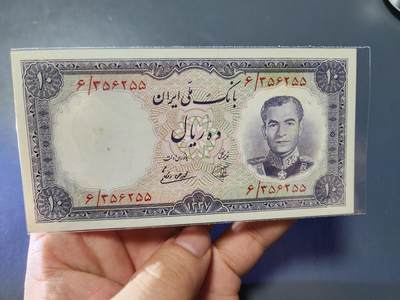 ۱۰ ۶/۳۵۶۲۵۵ ۶/۳۵۶۲۵۵ ۱۰
بانک ملی ایران
ده ریال
۶/۳۵۶۲۵۵ ۶/۳۵۶۲۵۵
۱۰ ۱۳۳۷ ۱۰